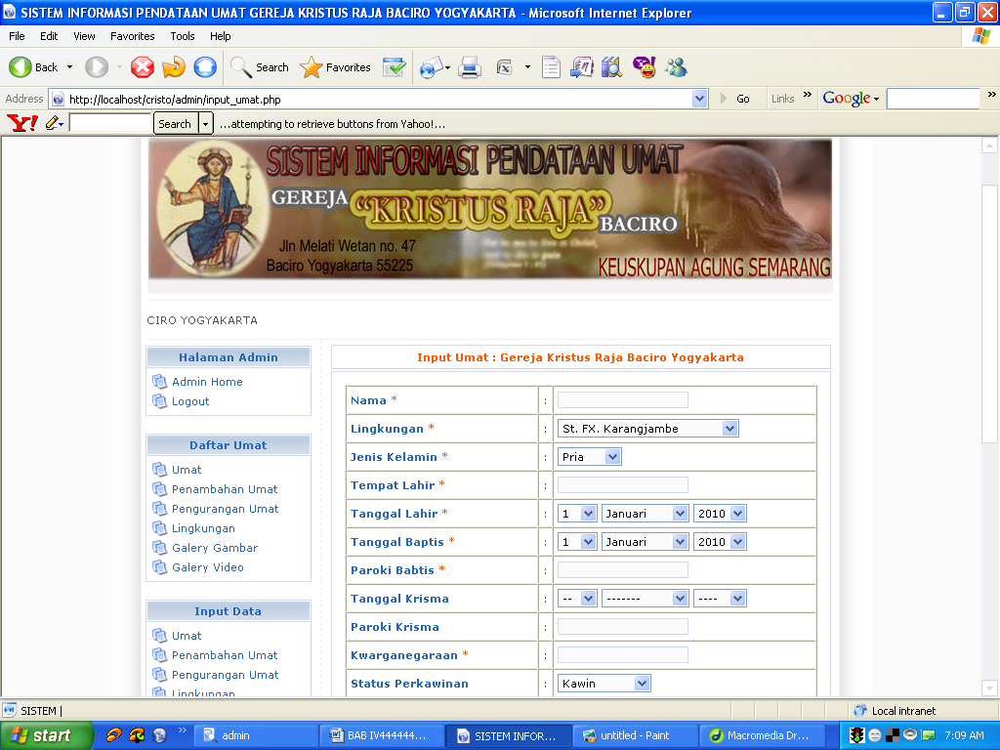 SISTEM INFORMASI PENDATAAN UMAT GEREJA KRISTUS RAJA BACIRO YOGYAKARTA - Microsoft Internet Explorer
File Edit View Favorites Tools Help
Back Search Favorites
Address http://localhost/cristo/admin/input_umat.php Go Links » Google »
Y! Search ...attempting to retrieve buttons from Yahoo!...
SISTEM INFORMASI PENDATAAN UMAT
GEREJA "KRISTUS RAJA" BACIRO
Jln Melati Wetan no. 47
Baciro Yogyakarta 55225
KEUSKUPAN AGUNG SEMARANG
CIRO YOGYAKARTA
Halaman Admin
Admin Home
Logout
Daftar Umat
Umat
Penambahan Umat
Pengurangan Umat
Lingkungan
Galery Gambar
Galery Video
Input Data
Umat
Penambahan Umat
Pengurangan Umat
Lingkungan
Input Umat : Gereja Kristus Raja Baciro Yogyakarta
Nama * :
Lingkungan * : St. FX. Karangjambe
Jenis Kelamin * : Pria
Tempat Lahir * :
Tanggal Lahir * : 1 Januari 2010
Tanggal Baptis * : 1 Januari 2010
Paroki Babtis * :
Tanggal Krisma : -- ------- ----
Paroki Krisma :
Kwarganegaraan * :
Status Perkawinan : Kawin
SISTEM | Local intranet
start » admin BAB IV444444... SISTEM INFOR... untitled - Paint Macromedia Dr... 7:09 AM